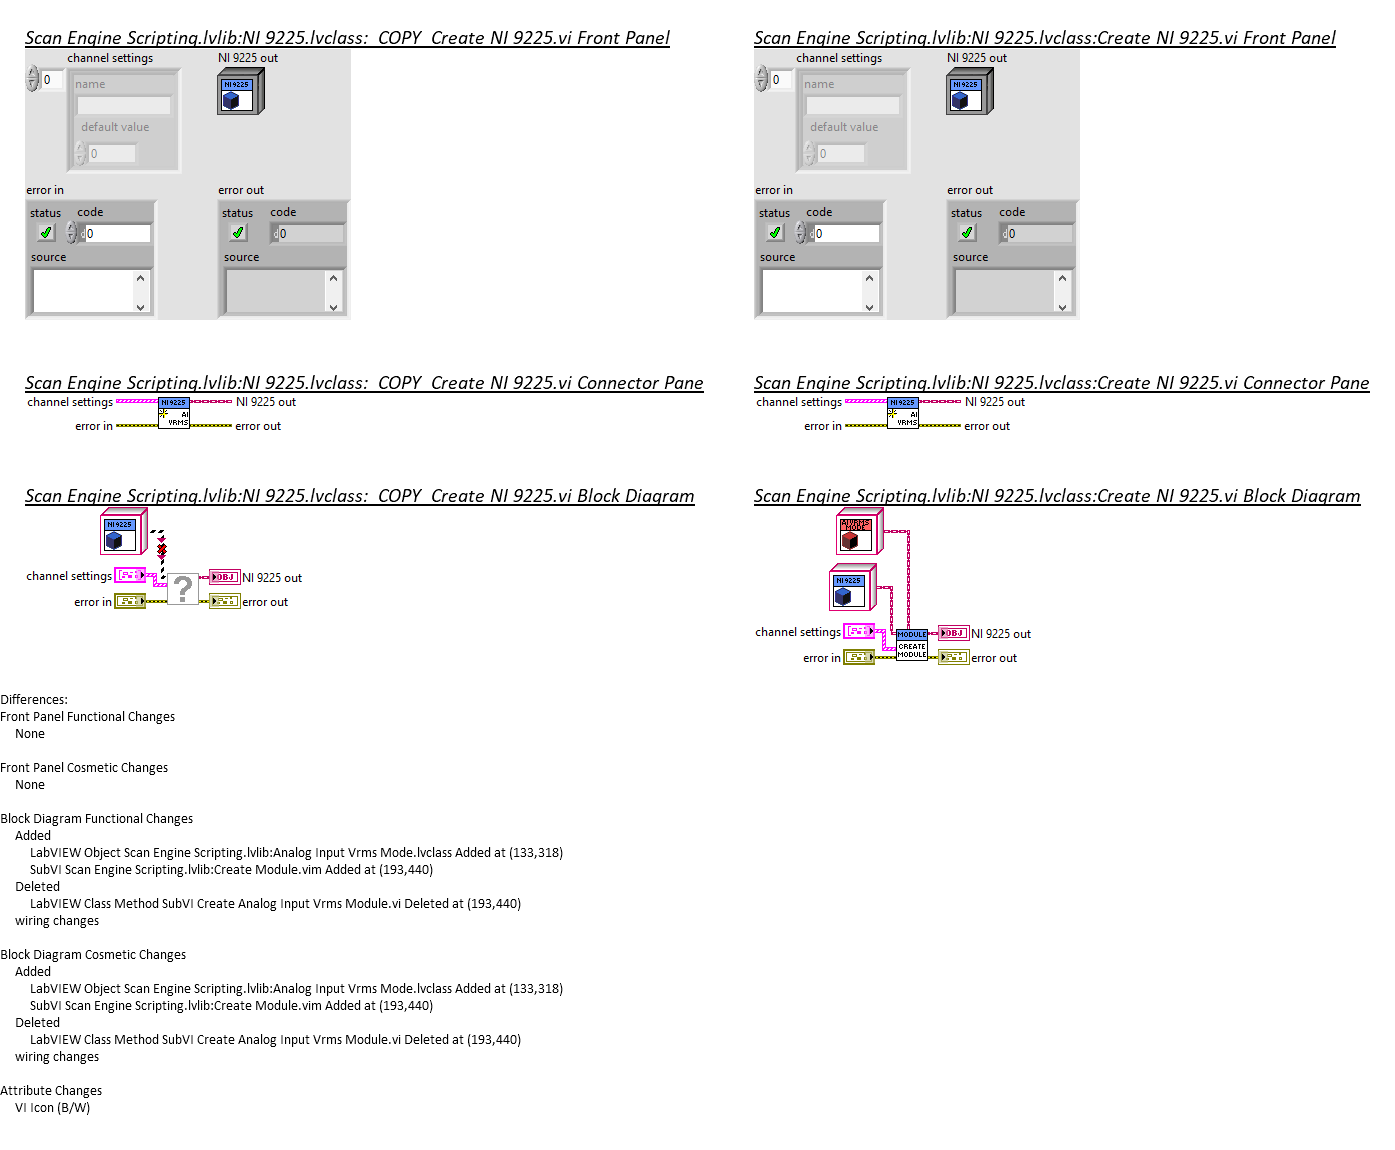 Scan Engine Scripting.lvlib:NI 9225.lvclass:_COPY_Create NI 9225.vi Front Panel
channel settings
NI 9225 out
0
name
NI 9225
default value
0
error in
error out
status
code
status
code
0
0
source
source
Scan Engine Scripting.lvlib:NI 9225.lvclass:Create NI 9225.vi Front Panel
channel settings
NI 9225 out
0
name
NI 9225
default value
0
error in
error out
status
code
status
code
0
0
source
source
Scan Engine Scripting.lvlib:NI 9225.lvclass:_COPY_Create NI 9225.vi Connector Pane
channel settings
NI 9225
NI 9225 out
AI
error in
VRMS
error out
Scan Engine Scripting.lvlib:NI 9225.lvclass:Create NI 9225.vi Connector Pane
channel settings
NI 9225
NI 9225 out
AI
error in
VRMS
error out
Scan Engine Scripting.lvlib:NI 9225.lvclass:_COPY_Create NI 9225.vi Block Diagram
NI 9225
channel settings
?
OBJ
NI 9225 out
error in
error out
Scan Engine Scripting.lvlib:NI 9225.lvclass:Create NI 9225.vi Block Diagram
AI VRMS
MODE
NI 9225
channel settings
MODULE
OBJ
NI 9225 out
CREATE
error in
MODULE
error out
Differences:
Front Panel Functional Changes
None
Front Panel Cosmetic Changes
None
Block Diagram Functional Changes
Added
LabVIEW Object Scan Engine Scripting.lvlib:Analog Input Vrms Mode.lvclass Added at (133,318)
SubVI Scan Engine Scripting.lvlib:Create Module.vim Added at (193,440)
Deleted
LabVIEW Class Method SubVI Create Analog Input Vrms Module.vi Deleted at (193,440)
wiring changes
Block Diagram Cosmetic Changes
Added
LabVIEW Object Scan Engine Scripting.lvlib:Analog Input Vrms Mode.lvclass Added at (133,318)
SubVI Scan Engine Scripting.lvlib:Create Module.vim Added at (193,440)
Deleted
LabVIEW Class Method SubVI Create Analog Input Vrms Module.vi Deleted at (193,440)
wiring changes
Attribute Changes
VI Icon (B/W)